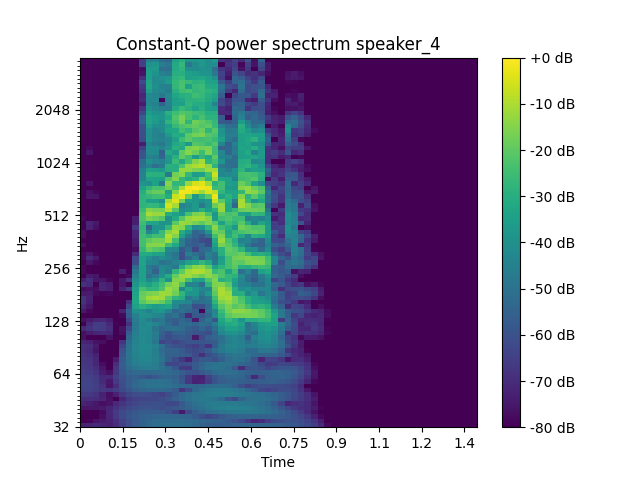 Constant-Q power spectrum speaker_4
Hz
2048
1024
512
256
128
64
32
0 0.15 0.3 0.45 0.6 0.75 0.9 1.1 1.2 1.4
Time
+0 dB
-10 dB
-20 dB
-30 dB
-40 dB
-50 dB
-60 dB
-70 dB
-80 dB